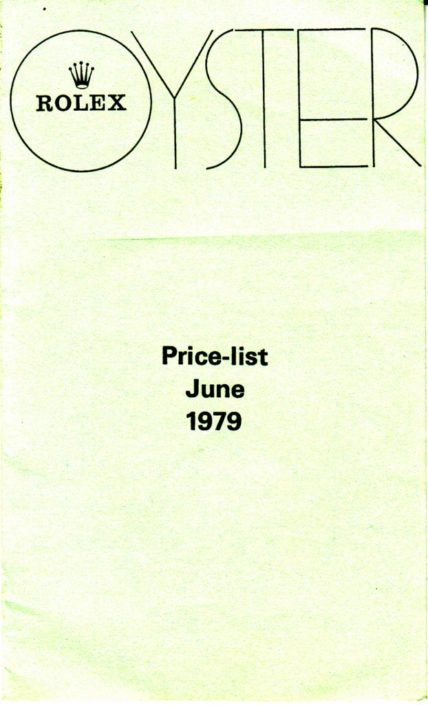 OYSTER
ROLEX
Price-list
June
1979